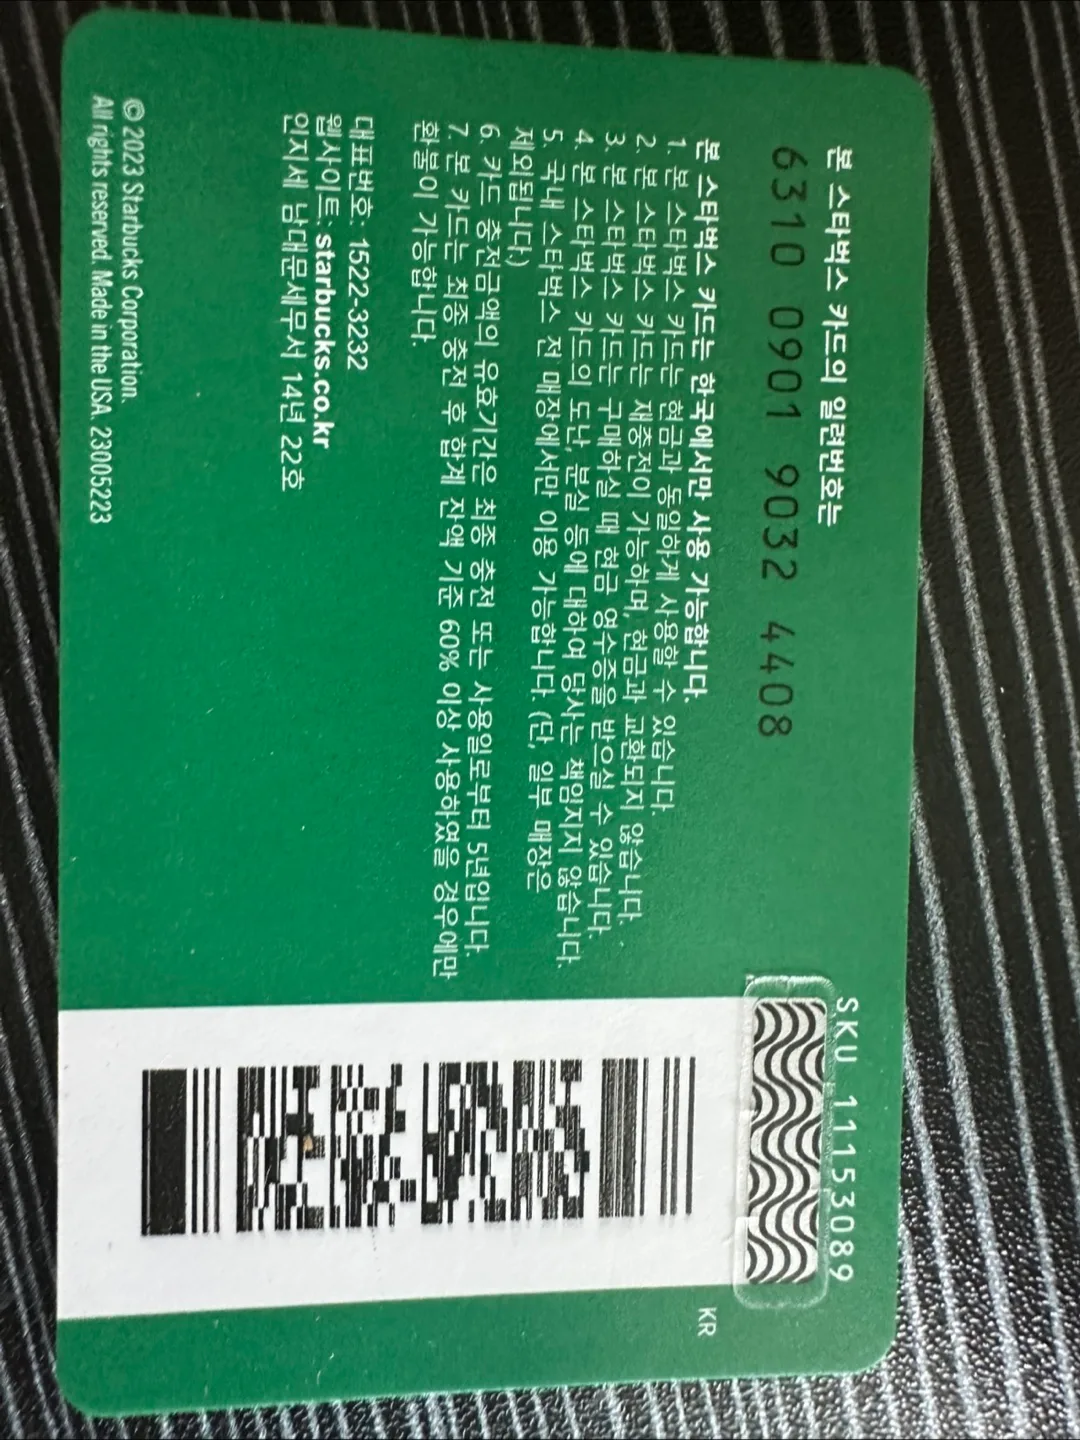 본 스타벅스 카드의 일련번호는
6310 0901 9032 4408
SKU 11153089
본 스타벅스 카드는 한국에서만 사용 가능합니다.
1. 본 스타벅스 카드는 현금과 동일하게 사용할 수 있습니다.
2. 본 스타벅스 카드는 재충전이 가능하며, 현금과 교환되지 않습니다.
3. 본 스타벅스 카드는 구매하실 때 현금 영수증을 받으실 수 있습니다.
4. 본 스타벅스 카드의 도난, 분실 등에 대하여 당사는 책임지지 않습니다.
5. 국내 스타벅스 전 매장에서만 이용 가능합니다. (단, 일부 매장은
제외됩니다.)
6. 카드 충전금액의 유효기간은 최종 충전 또는 사용일로부터 5년입니다.
7. 본 카드는 최종 충전 후 합계 잔액 기준 60% 이상 사용하였을 경우에만
환불이 가능합니다.
대표번호: 1522-3232
웹사이트: starbucks.co.kr
인지세 남대문세무서 14년 22호
© 2023 Starbucks Corporation.
All rights reserved. Made in the USA. 23005223
KR